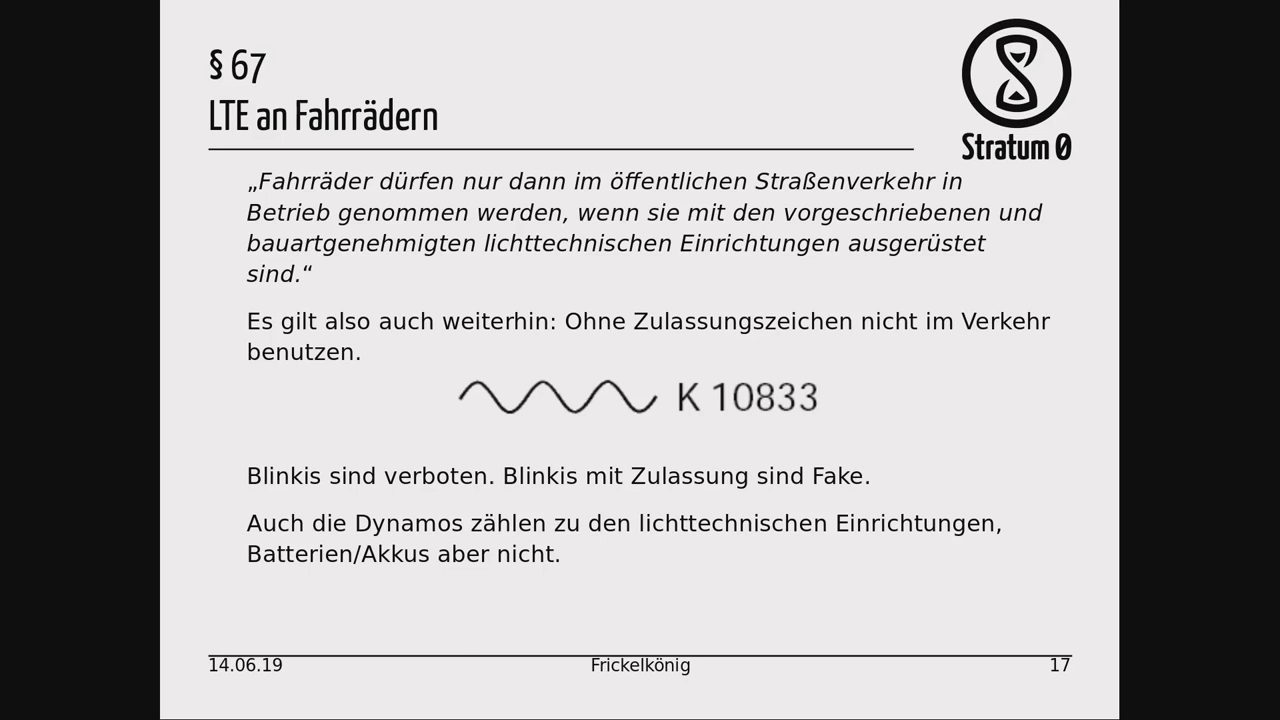 § 67
LTE an Fahrrädern
Stratum 0
„Fahrräder dürfen nur dann im öffentlichen Straßenverkehr in
Betrieb genommen werden, wenn sie mit den vorgeschriebenen und
bauartgenehmigten lichttechnischen Einrichtungen ausgerüstet
sind.“
Es gilt also auch weiterhin: Ohne Zulassungszeichen nicht im Verkehr
benutzen.
K 10833
Blinkis sind verboten. Blinkis mit Zulassung sind Fake.
Auch die Dynamos zählen zu den lichttechnischen Einrichtungen,
Batterien/Akkus aber nicht.
14.06.19 Frickelkönig 17